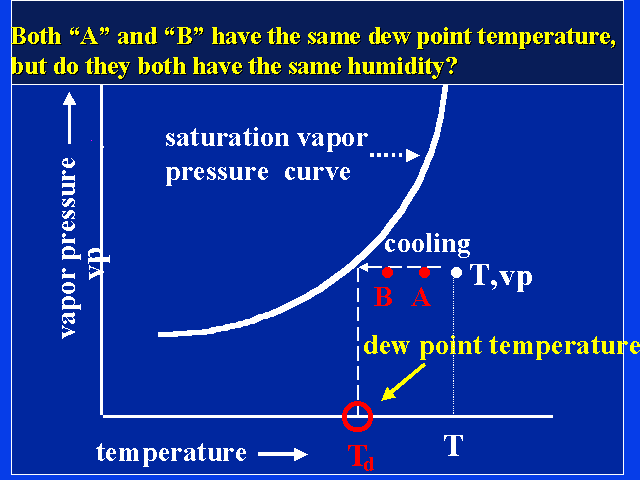 Both “A” and “B” have the same dew point temperature,
but do they both have the same humidity?
saturation vapor
pressure curve
vapor pressure
vp
cooling
T,vp
B
A
dew point temperature
temperature
Td
T